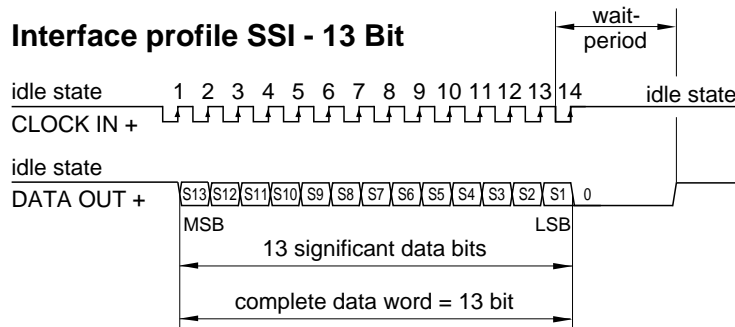 wait-
period
Interface profile SSI - 13 Bit
idle state 1 2 3 4 5 6 7 8 9 10 11 12 13 14 idle state
CLOCK IN +
idle state
DATA OUT + S13 S12 S11 S10 S9 S8 S7 S6 S5 S4 S3 S2 S1 0
MSB LSB
13 significant data bits
complete data word = 13 bit